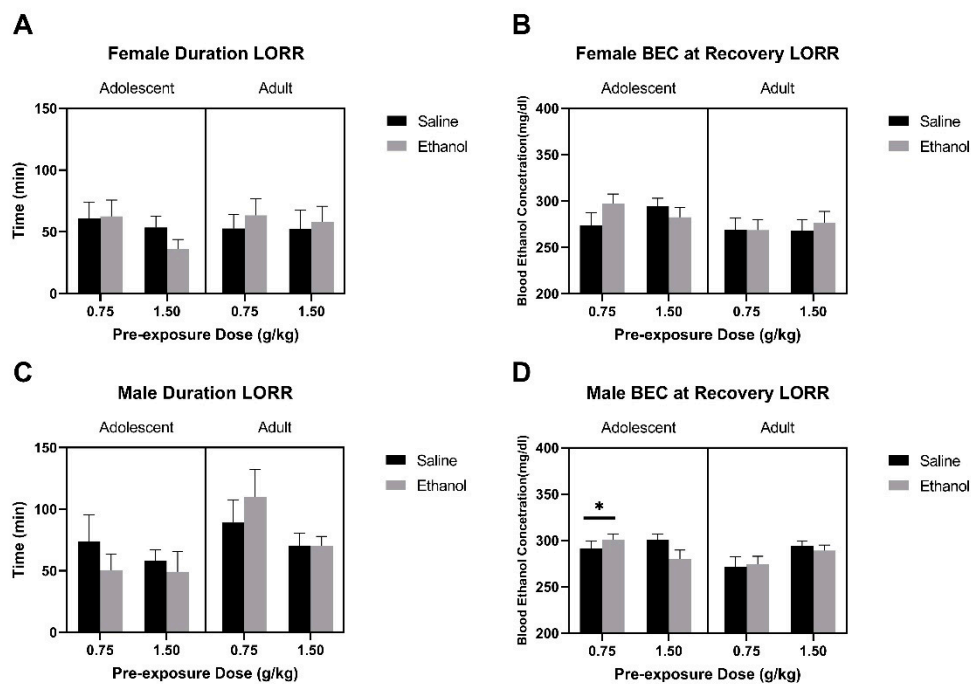 A
Female Duration LORR
Adolescent Adult
150
100
50
0
Time (min)
0.75 1.50 0.75 1.50
Pre-exposure Dose (g/kg)
Saline
Ethanol
B
Female BEC at Recovery LORR
Adolescent Adult
400
350
300
250
200
Blood Ethanol Concetration(mg/dl)
0.75 1.50 0.75 1.50
Pre-exposure Dose (g/kg)
Saline
Ethanol
C
Male Duration LORR
Adolescent Adult
150
100
50
0
Time (min)
0.75 1.50 0.75 1.50
Pre-exposure Dose (g/kg)
Saline
Ethanol
D
Male BEC at Recovery LORR
Adolescent Adult
400
350
300
250
200
Blood Ethanol Concetration(mg/dl)
*
0.75 1.50 0.75 1.50
Pre-exposure Dose (g/kg)
Saline
Ethanol